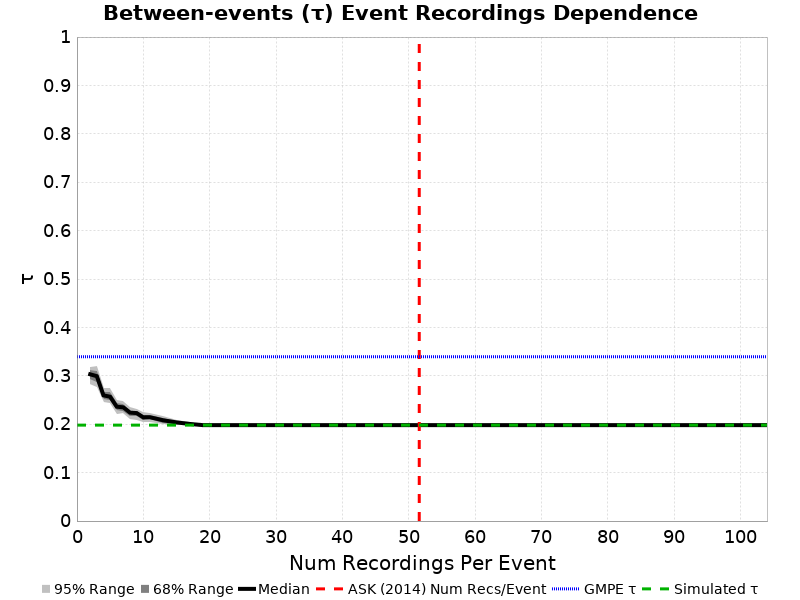 Between-events (τ) Event Recordings Dependence
1
0.9
0.8
0.7
0.6
0.5
0.4
0.3
0.2
0.1
0
τ
0 10 20 30 40 50 60 70 80 90 100
Num Recordings Per Event
95% Range 68% Range Median ASK (2014) Num Recs/Event GMPE τ Simulated τ